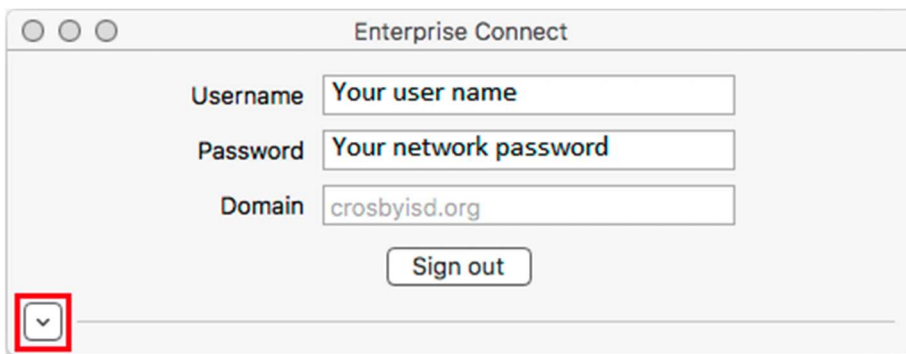 Enterprise Connect
Username Your user name
Password Your network password
Domain crosbyisd.org
Sign out